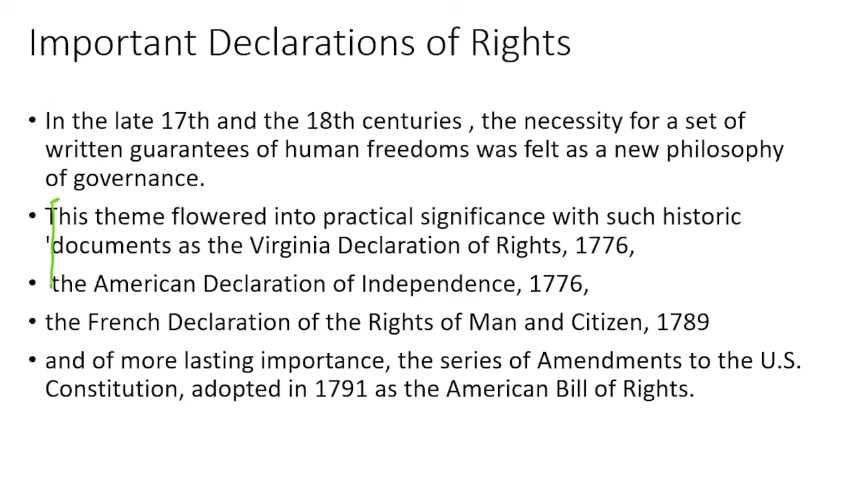 Important Declarations of Rights
• In the late 17th and the 18th centuries , the necessity for a set of
written guarantees of human freedoms was felt as a new philosophy
of governance.
• This theme flowered into practical significance with such historic
'documents as the Virginia Declaration of Rights, 1776,
• the American Declaration of Independence, 1776,
• the French Declaration of the Rights of Man and Citizen, 1789
• and of more lasting importance, the series of Amendments to the U.S.
Constitution, adopted in 1791 as the American Bill of Rights.